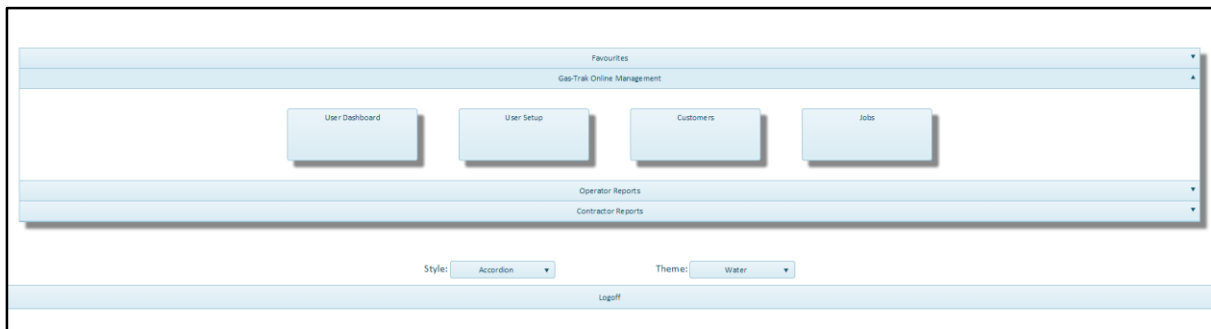 Favourites
Gas-Trak Online Management
User Dashboard User Setup Customers Jobs
Operator Reports
Contractor Reports
Style: Accordion Theme: Water
Logoff